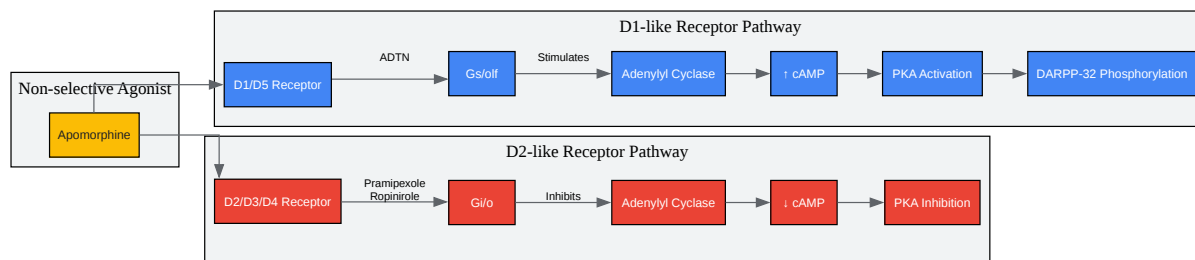 D1-like Receptor Pathway
ADTN
Stimulates
D1/D5 Receptor
Gs/olf
Adenylyl Cyclase
↑ cAMP
PKA Activation
DARPP-32 Phosphorylation
Non-selective Agonist
Apomorphine
D2-like Receptor Pathway
Pramipexole
Ropinirole
Inhibits
D2/D3/D4 Receptor
Gi/o
Adenylyl Cyclase
↓ cAMP
PKA Inhibition